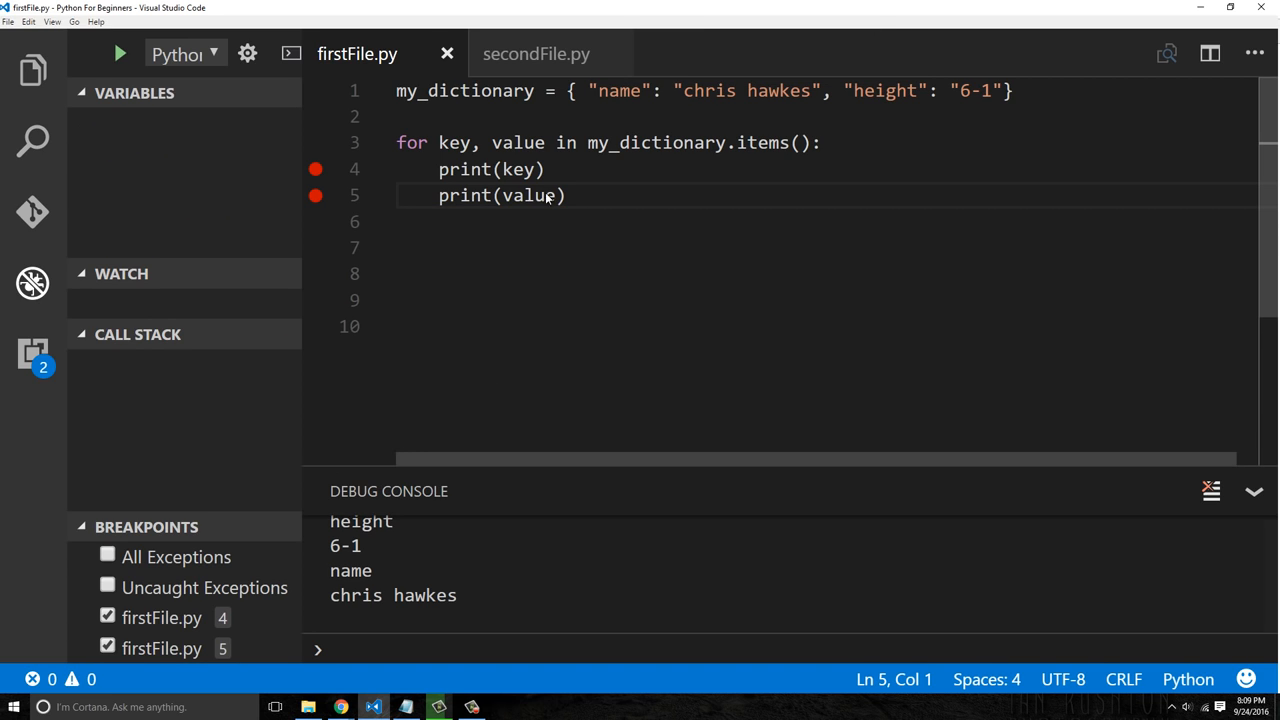 firstFile.py - Python For Beginners - Visual Studio Code
File Edit View Go Help
Pythor
firstFile.py
secondFile.py
VARIABLES
WATCH
CALL STACK
BREAKPOINTS
All Exceptions
Uncaught Exceptions
firstFile.py 4
firstFile.py 5
2
1 my_dictionary = { "name": "chris hawkes", "height": "6-1"}
2
3 for key, value in my_dictionary.items():
4 print(key)
5 print(value)
6
7
8
9
10
DEBUG CONSOLE
height
6-1
name
chris hawkes
0 0
Ln 5, Col 1 Spaces: 4 UTF-8 CRLF Python
I'm Cortana. Ask me anything.
8:09 PM
9/24/2016